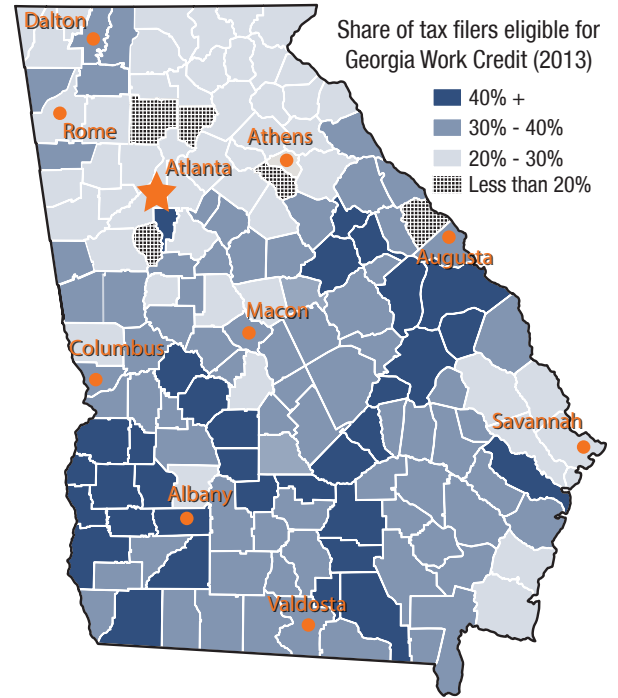 Share of tax filers eligible for
Georgia Work Credit (2013)
40% +
30% - 40%
20% - 30%
Less than 20%
Dalton
Rome
Athens
Atlanta
Augusta
Macon
Columbus
Savannah
Albany
Valdosta